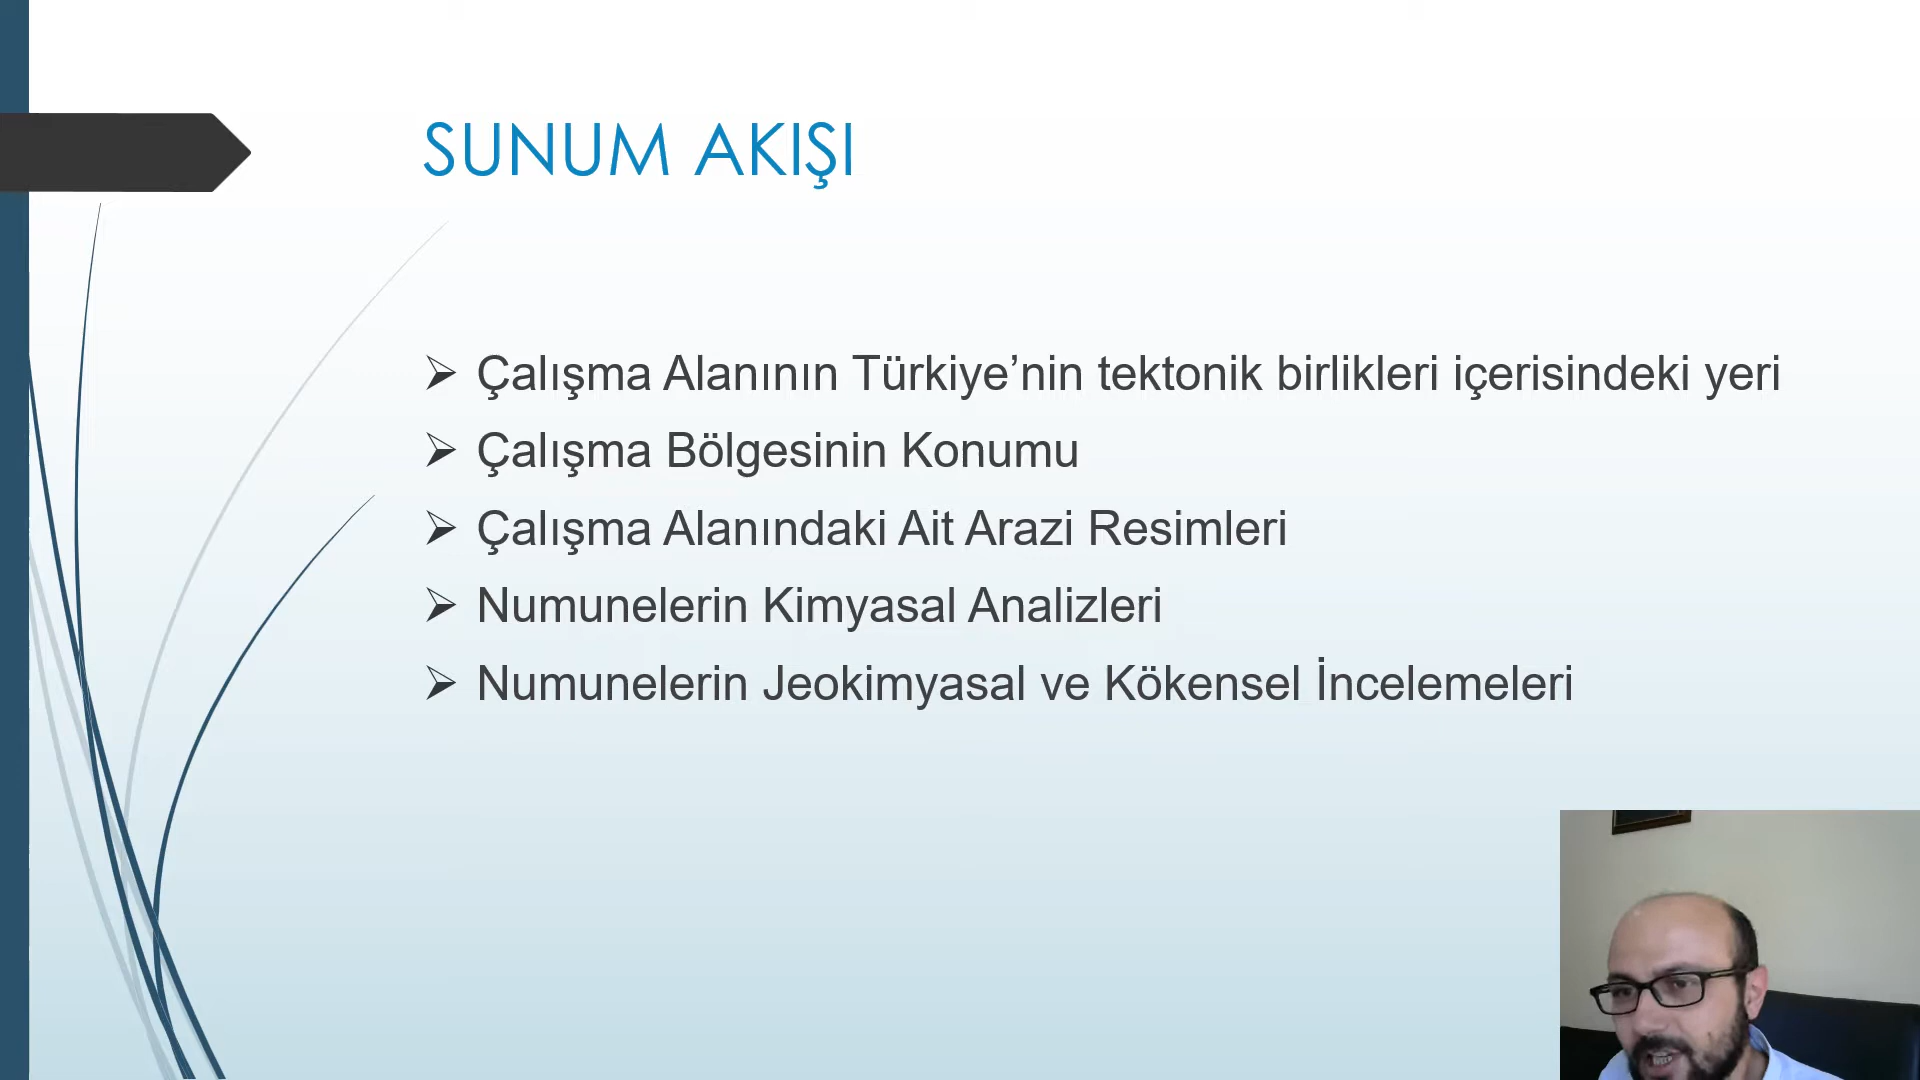 SUNUM AKIŞI
Çalışma Alanının Türkiye’nin tektonik birlikleri içerisindeki yeri
Çalışma Bölgesinin Konumu
Çalışma Alanındaki Ait Arazi Resimleri
Numunelerin Kimyasal Analizleri
Numunelerin Jeokimyasal ve Kökensel İncelemeleri